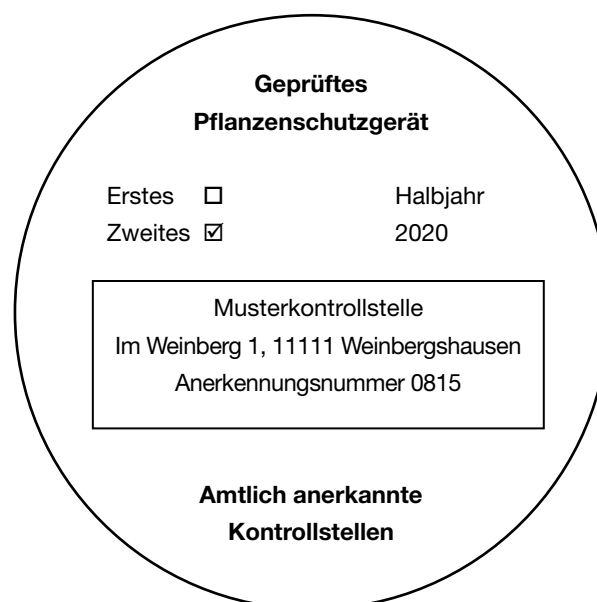 Geprüftes
Pflanzenschutzgerät
Erstes ☐ Halbjahr
Zweites ☑ 2020
Musterkontrollstelle
Im Weinberg 1, 11111 Weinbergshausen
Anerkennungsnummer 0815
Amtlich anerkannte
Kontrollstellen